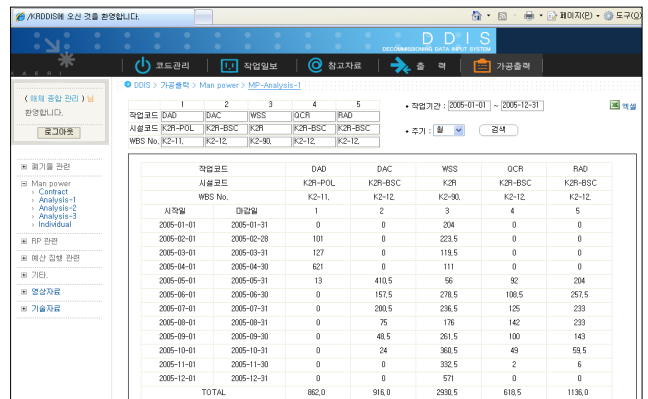 /KRDDIS에 오신 것을 환영합니다.
페이지(P)
도구(O)
D D I S
DECOMMISSIONING DATA INPUT SYSTEM
KAERI
코드관리
작업일보
참고자료
출 력
가공출력
( 해체 종합 관리 ) 님
환영합니다.
로그아웃
DDIS > 가공출력 > Man power > MP-Analysis-1
1 2 3 4 5
작업코드 DAD DAC WSS QCR RAD
시설코드 K2R-POL K2R-BSC K2R K2R-BSC K2R-BSC
WBS No. K2-11, K2-12, K2-90, K2-12, K2-12,
• 작업기간 : 2005-01-01 ~ 2005-12-31
엑셀
• 주기 : 월 검색
폐기물 관련
Man power
Contract
Analysis-1
Analysis-2
Analysis-3
Individual
RP 관련
예산 집행 관련
기타.
영상자료
기술자료
작업코드 DAD DAC WSS QCR RAD
시설코드 K2R-POL K2R-BSC K2R K2R-BSC K2R-BSC
WBS No. K2-11, K2-12, K2-90, K2-12, K2-12,
시작일 마감일 1 2 3 4 5
2005-01-01 2005-01-31 0 0 204 0 0
2005-02-01 2005-02-28 101 0 223,5 0 0
2005-03-01 2005-03-31 127 0 119,5 0 0
2005-04-01 2005-04-30 621 0 111 0 0
2005-05-01 2005-05-31 13 410,5 56 92 204
2005-06-01 2005-06-30 0 157,5 278,5 108,5 257,5
2005-07-01 2005-07-31 0 200,5 236,5 125 233
2005-08-01 2005-08-31 0 75 176 142 233
2005-09-01 2005-09-30 0 48,5 261,5 100 143
2005-10-01 2005-10-31 0 24 360,5 49 59,5
2005-11-01 2005-11-30 0 0 332,5 2 6
2005-12-01 2005-12-31 0 0 571 0 0
TOTAL 862,0 916,0 2930,5 618,5 1136,0